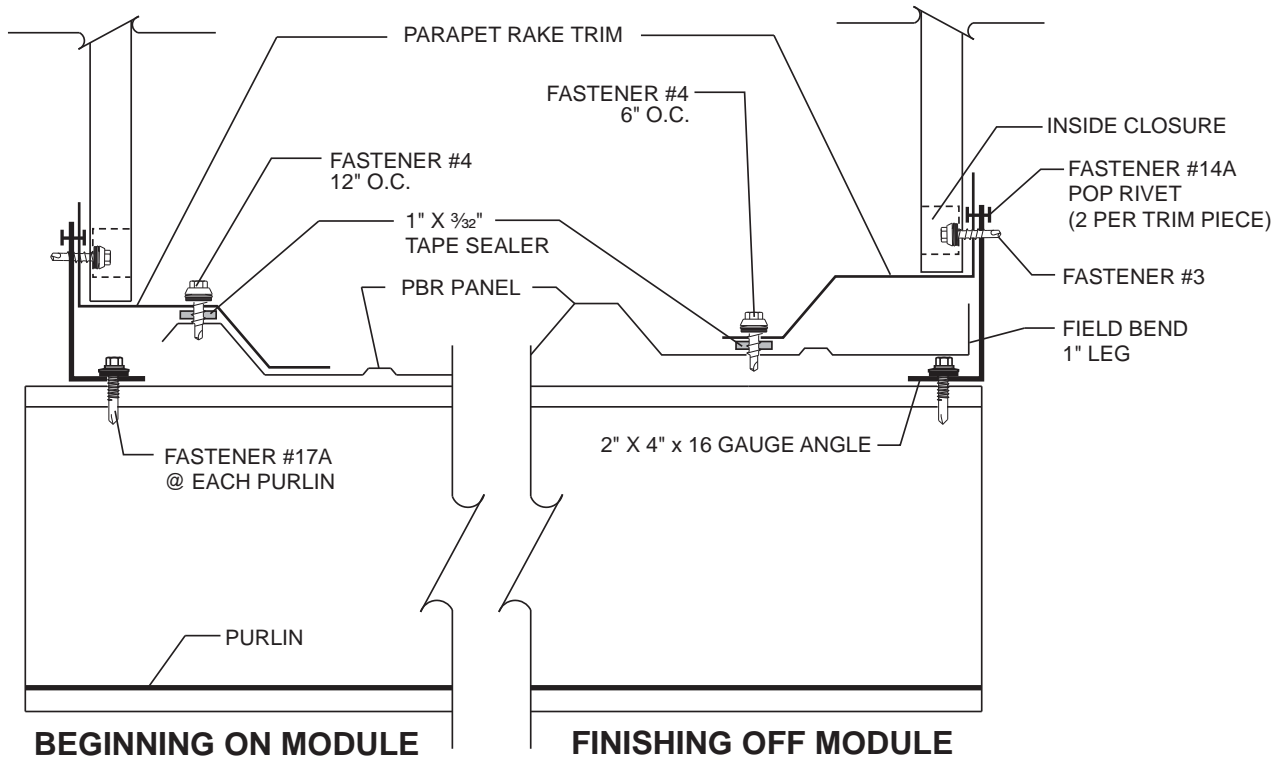 PARAPET RAKE TRIM
FASTENER #4
6" O.C.
INSIDE CLOSURE
FASTENER #4
12" O.C.
FASTENER #14A
POP RIVET
(2 PER TRIM PIECE)
1" X 3⁄32"
TAPE SEALER
FASTENER #3
PBR PANEL
FIELD BEND
1" LEG
FASTENER #17A
@ EACH PURLIN
2" X 4" x 16 GAUGE ANGLE
PURLIN
BEGINNING ON MODULE
FINISHING OFF MODULE